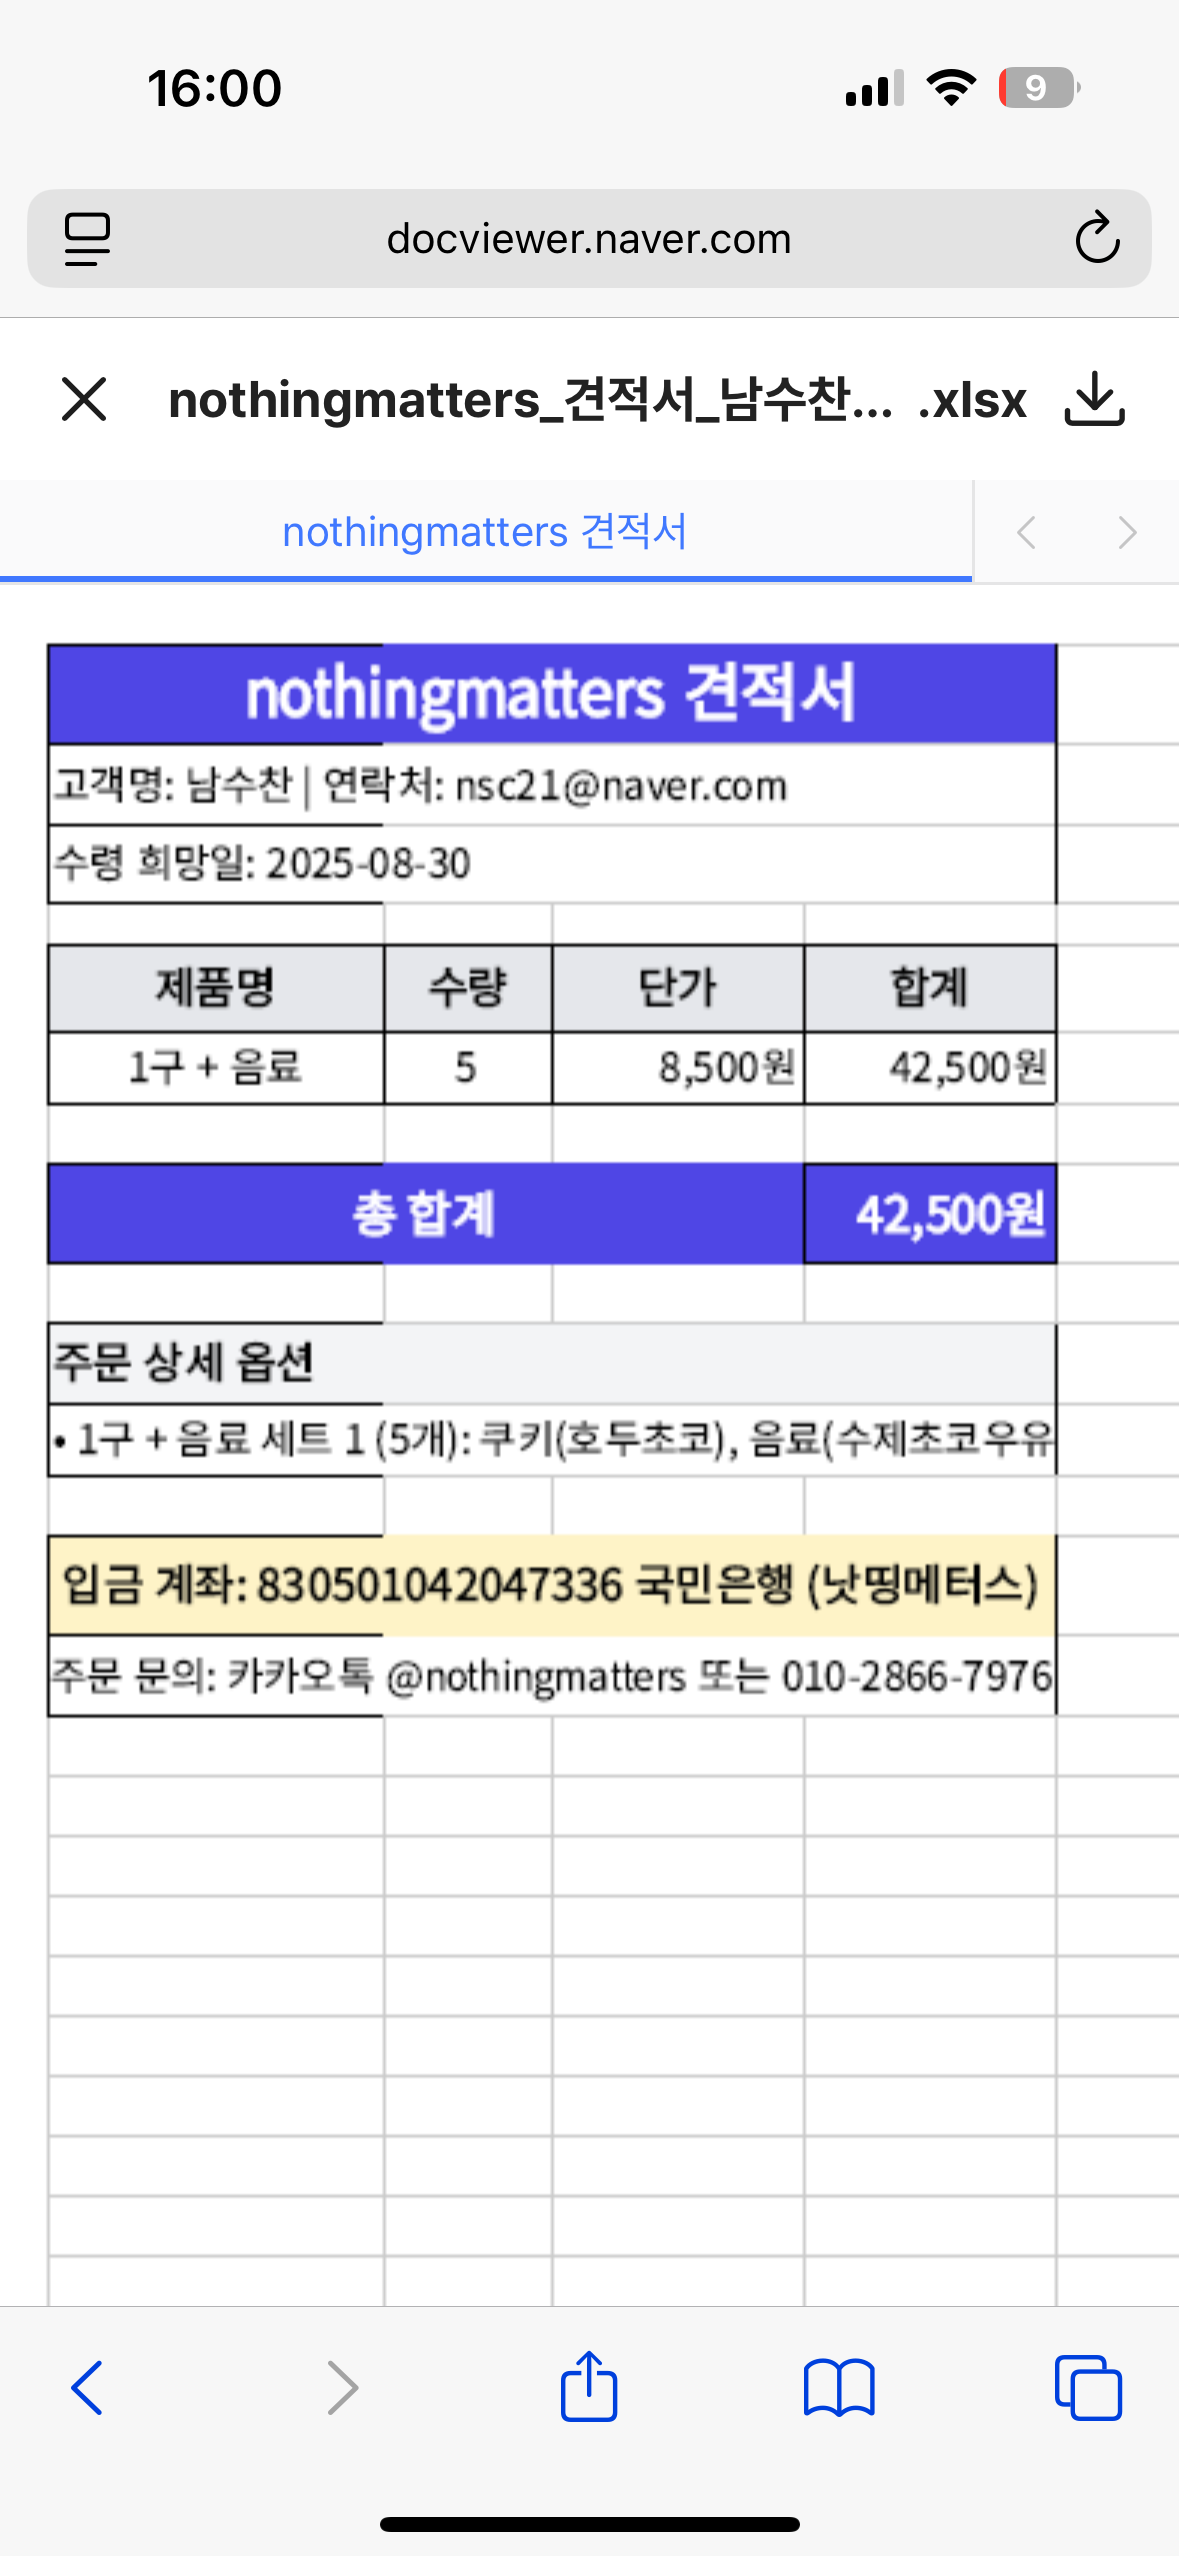 16:00
9
docviewer.naver.com
nothingmatters_견적서_남수찬... .xlsx
nothingmatters 견적서
nothingmatters 견적서
고객명: 남수찬 | 연락처: nsc21@naver.com
수령 희망일: 2025-08-30
제품명 수량 단가 합계
1구 + 음료 5 8,500원 42,500원
총 합계 42,500원
주문 상세 옵션
• 1구 + 음료 세트 1 (5개): 쿠키(호두초코), 음료(수제초코우유
입금 계좌: 830501042047336 국민은행 (낫띵메터스)
주문 문의: 카카오톡 @nothingmatters 또는 010-2866-7976